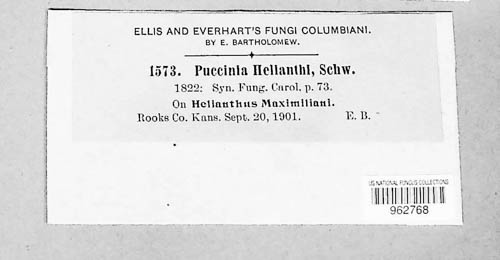 ELLIS AND EVERHART'S FUNGI COLUMBIANI.
BY E. BARTHOLOMEW.
1573. Puccinia Helianthi, Schw.
1822: Syn. Fung. Carol. p. 73.
On Helianthus Maximiliani.
Rooks Co. Kans. Sept. 20, 1901. E. B.
US NATIONAL FUNGUS COLLECTIONS
962768